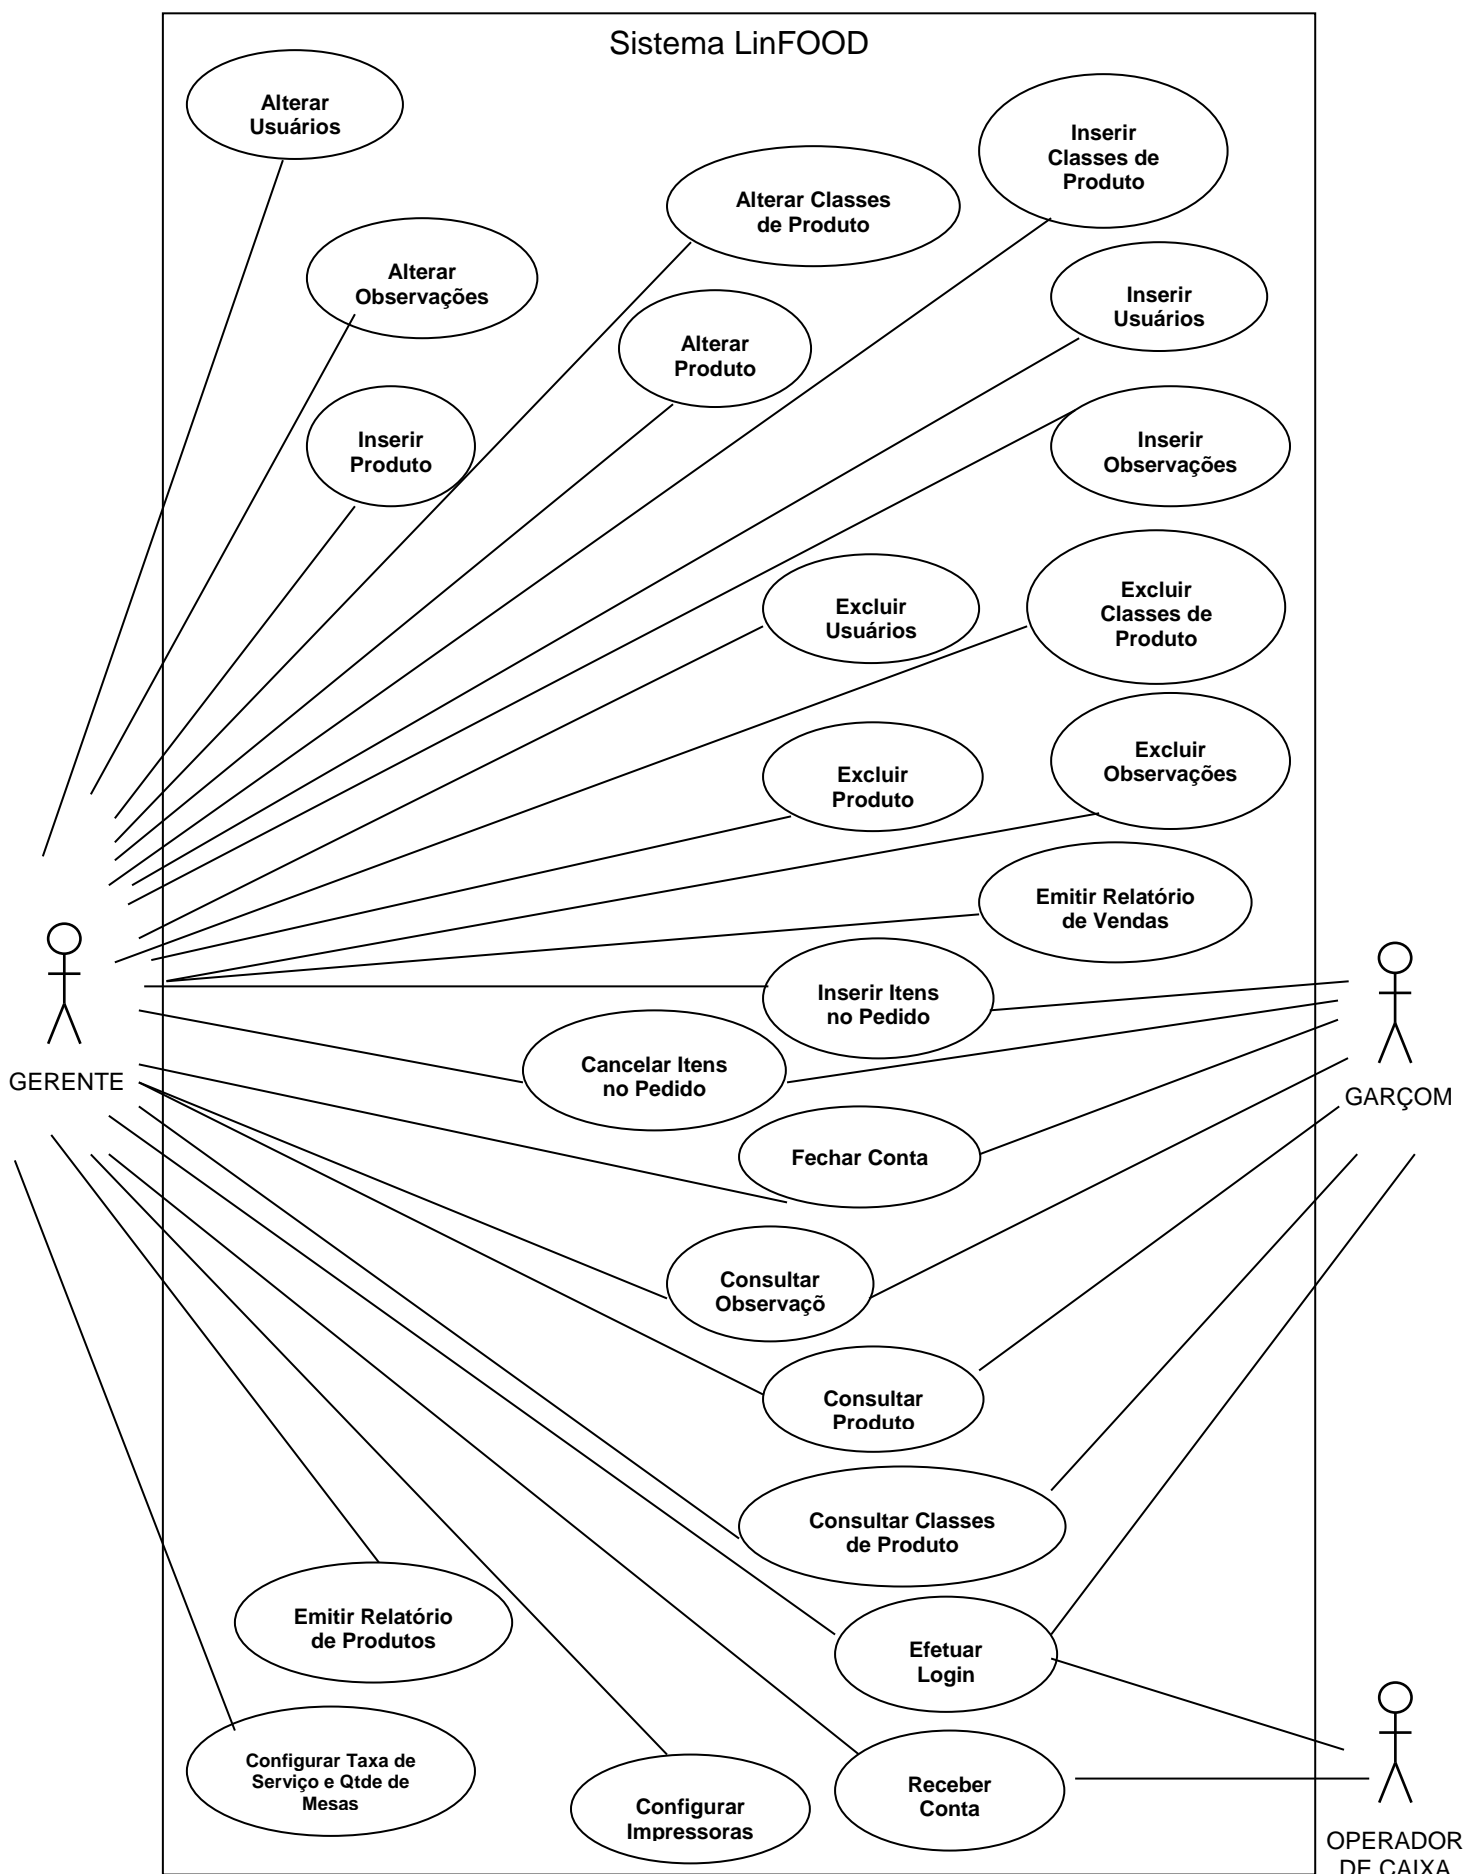 Sistema LinFOOD
Alterar
Usuários
Inserir
Classes de
Produto
Alterar Classes
de Produto
Alterar
Observações
Inserir
Usuários
Alterar
Produto
Inserir
Produto
Inserir
Observações
Excluir
Usuários
Excluir
Classes de
Produto
Excluir
Produto
Excluir
Observações
Emitir Relatório
de Vendas
Inserir Itens
no Pedido
Cancelar Itens
no Pedido
GERENTE
GARÇOM
Fechar Conta
Consultar
Observaçõ
Consultar
Produto
Consultar Classes
de Produto
Emitir Relatório
de Produtos
Efetuar
Login
Configurar Taxa de
Serviço e Qtde de
Mesas
Configurar
Impressoras
Receber
Conta
OPERADOR
DE CAIXA